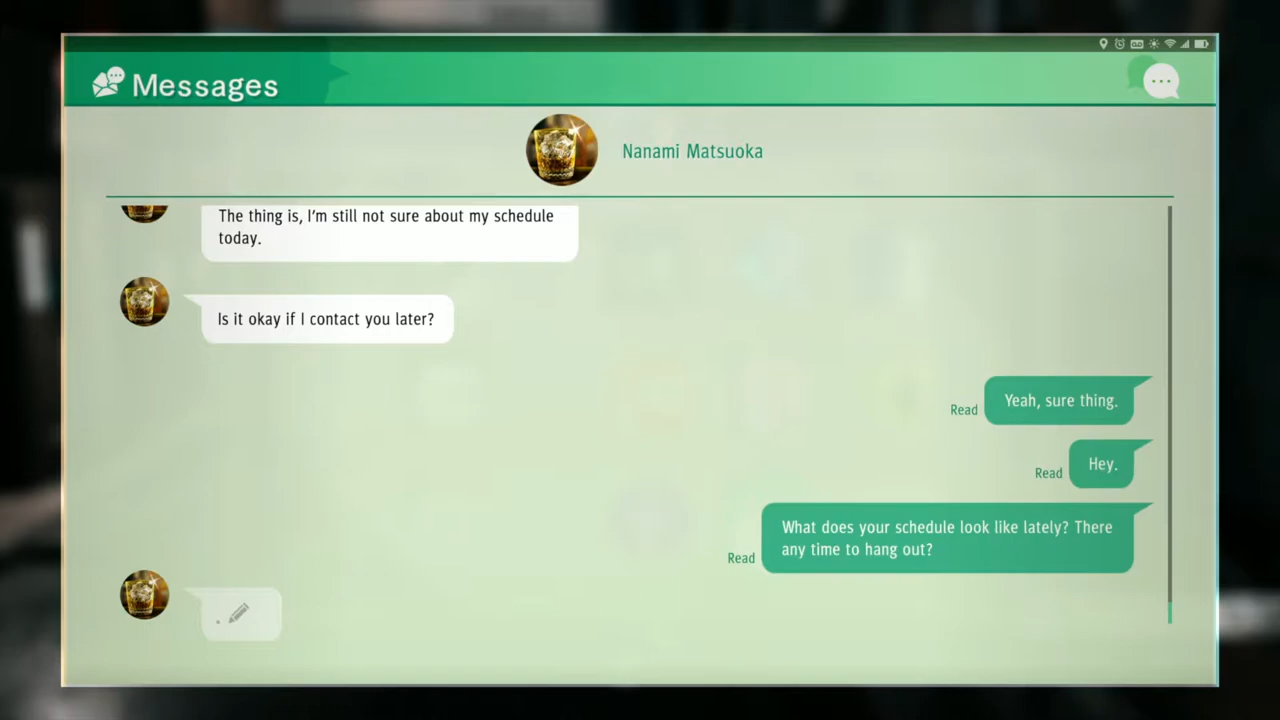 Messages
Nanami Matsuoka
The thing is, I'm still not sure about my schedule
today.
Is it okay if I contact you later?
Read
Yeah, sure thing.
Read
Hey.
What does your schedule look like lately? There
any time to hang out?
Read